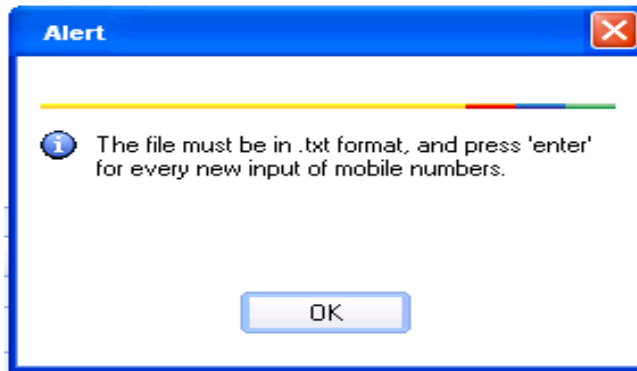 Alert
The file must be in .txt format, and press 'enter'
for every new input of mobile numbers.
OK